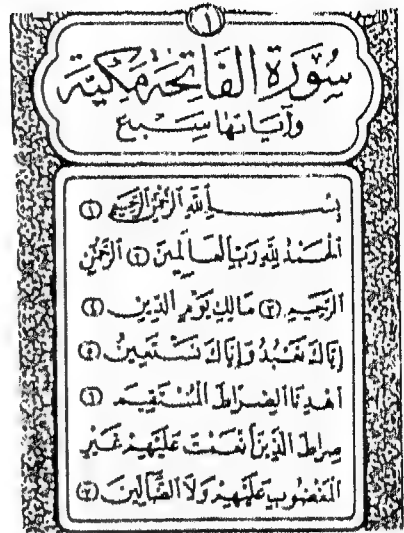 ١
سُورَةُ الفَاتِحَةِ مَكِيَّة
وآياتها سَبْع
بِسْمِ اللَّهِ الرَّحْمَنِ الرَّحِيمِ ①
الْحَمْدُ لِلَّهِ رَبِّ الْعَالَمِينَ ② الرَّحْمَنِ
الرَّحِيمِ ③ مَالِكِ يَوْمِ الدِّينِ ④
إِيَّاكَ نَعْبُدُ وَإِيَّاكَ نَسْتَعِينُ ⑤
اهْدِنَا الصِّرَاطَ الْمُسْتَقِيمَ ⑥
صِرَاطَ الَّذِينَ أَنْعَمْتَ عَلَيْهِمْ غَيْرِ
الْمَغْضُوبِ عَلَيْهِمْ وَلَا الضَّالِّينَ ⑦